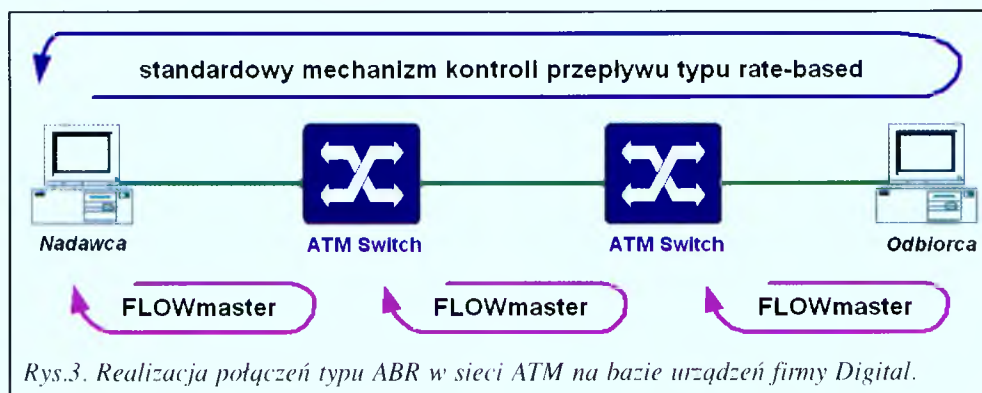 standardowy mechanizm kontroli przepływu typu rate-based
Nadawca
ATM Switch
ATM Switch
Odbiorca
FLOWmaster
FLOWmaster
FLOWmaster
Rys.3. Realizacja połączeń typu ABR w sieci ATM na bazie urządzeń firmy Digital.